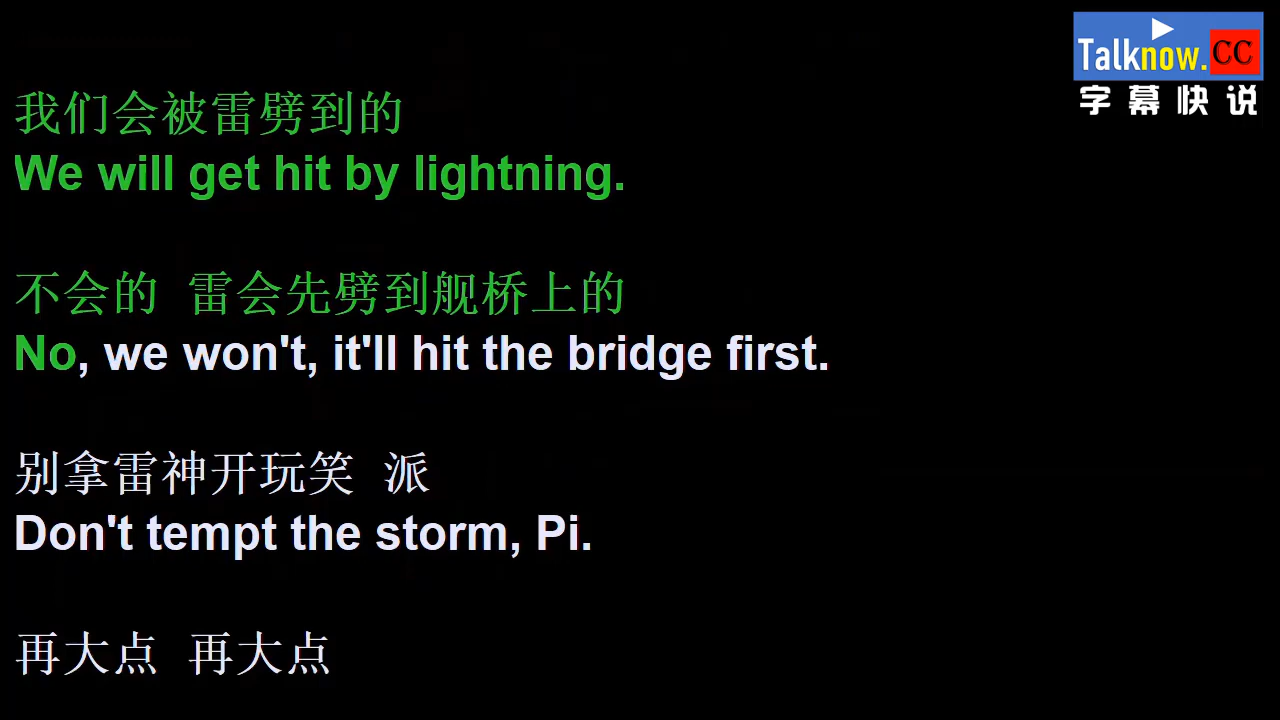 Talknow.CC
字幕快说
我们会被雷劈到的
We will get hit by lightning.
不会的 雷会先劈到舰桥上的
No, we won't, it'll hit the bridge first.
别拿雷神开玩笑 派
Don't tempt the storm, Pi.
再大点 再大点